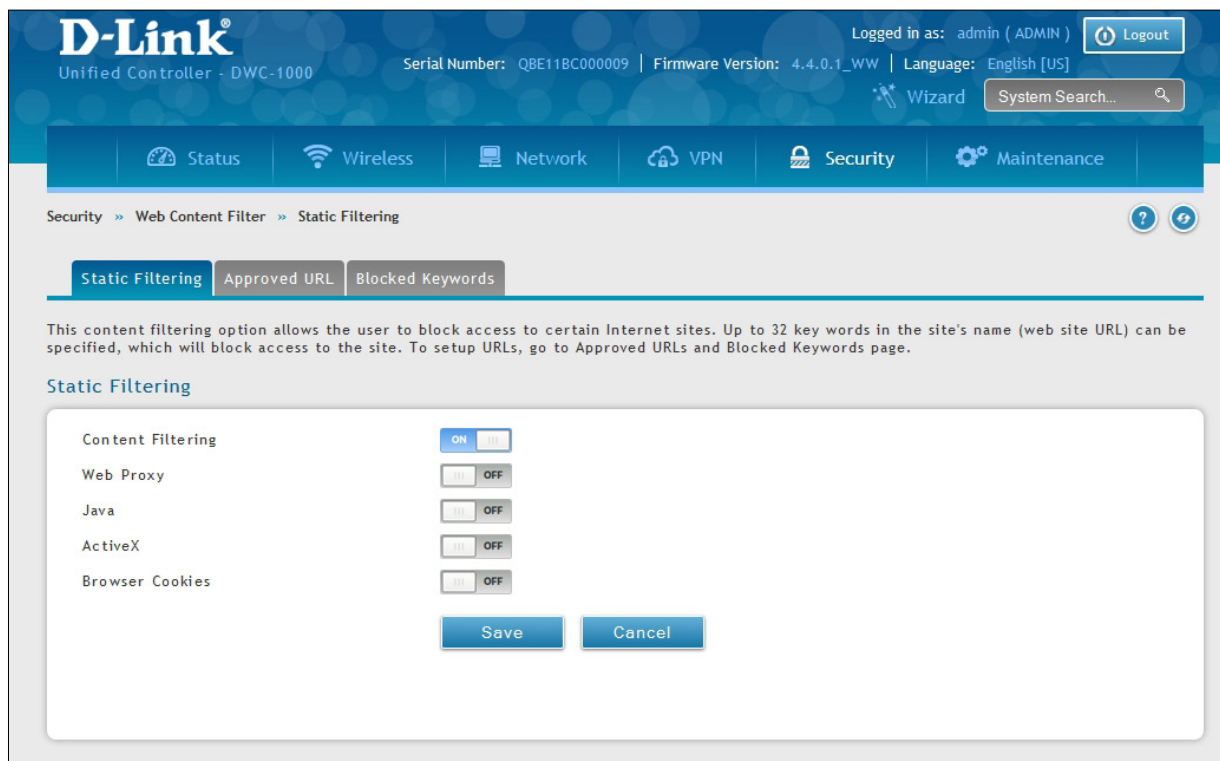 D-Link®
Unified Controller - DWC-1000
Logged in as: admin ( ADMIN ) Logout
Serial Number: QBE11BC000009 | Firmware Version: 4.4.0.1_WW | Language: English [US]
Wizard System Search...
Status Wireless Network VPN Security Maintenance
Security » Web Content Filter » Static Filtering
Static Filtering Approved URL Blocked Keywords
This content filtering option allows the user to block access to certain Internet sites. Up to 32 key words in the site's name (web site URL) can be
specified, which will block access to the site. To setup URLs, go to Approved URLs and Blocked Keywords page.
Static Filtering
Content Filtering ON
Web Proxy OFF
Java OFF
ActiveX OFF
Browser Cookies OFF
Save Cancel